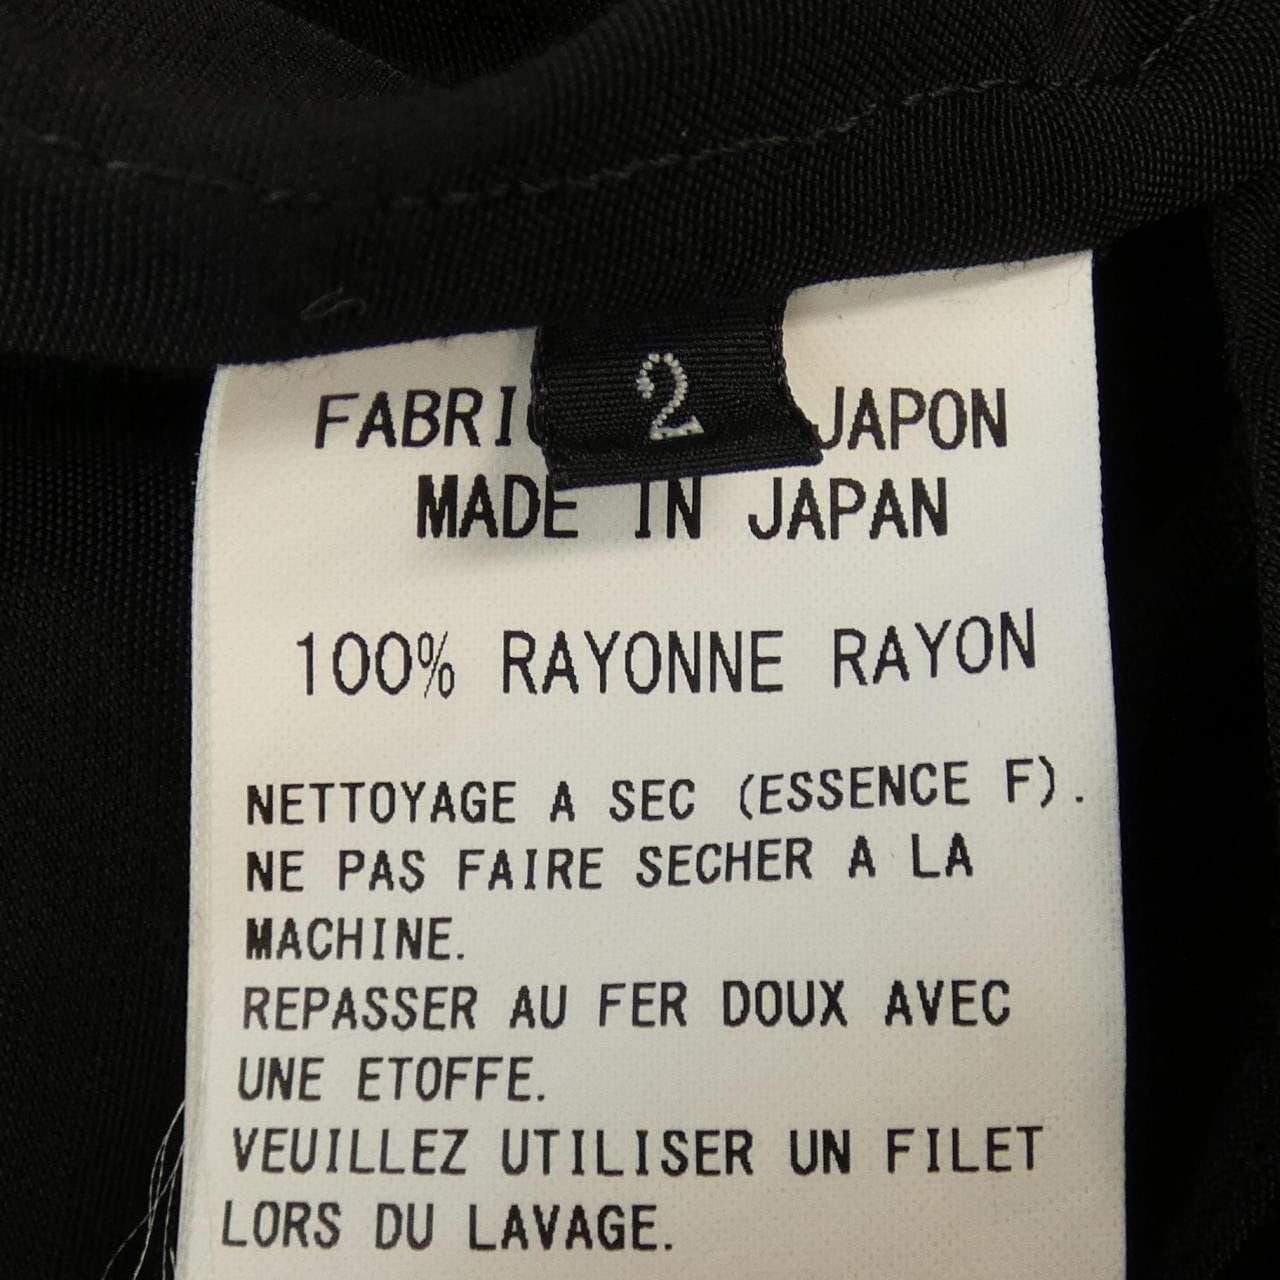 2
JAPON
MADE IN JAPAN
100% RAYONNE RAYON
NETTOYAGE A SEC (ESSENCE F).
NE PAS FAIRE SECHER A LA
MACHINE.
REPASSER AU FER DOUX AVEC
UNE ETOFFE.
VEUILLEZ UTILISER UN FILET
LORS DU LAVAGE.